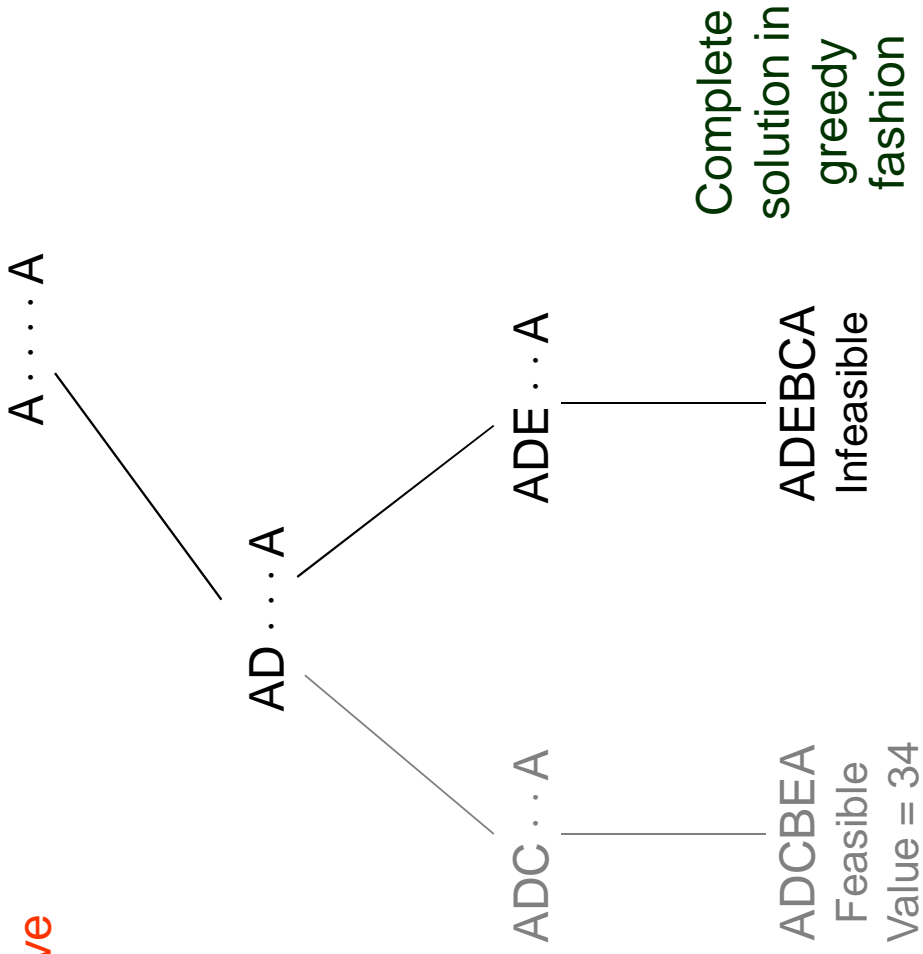 A · · · · A
AD · · · A
ADC · · A
ADE · · A
ADCBEA
Feasible
Value = 34
ADEBCA
Infeasible
Complete
solution in
greedy
fashion